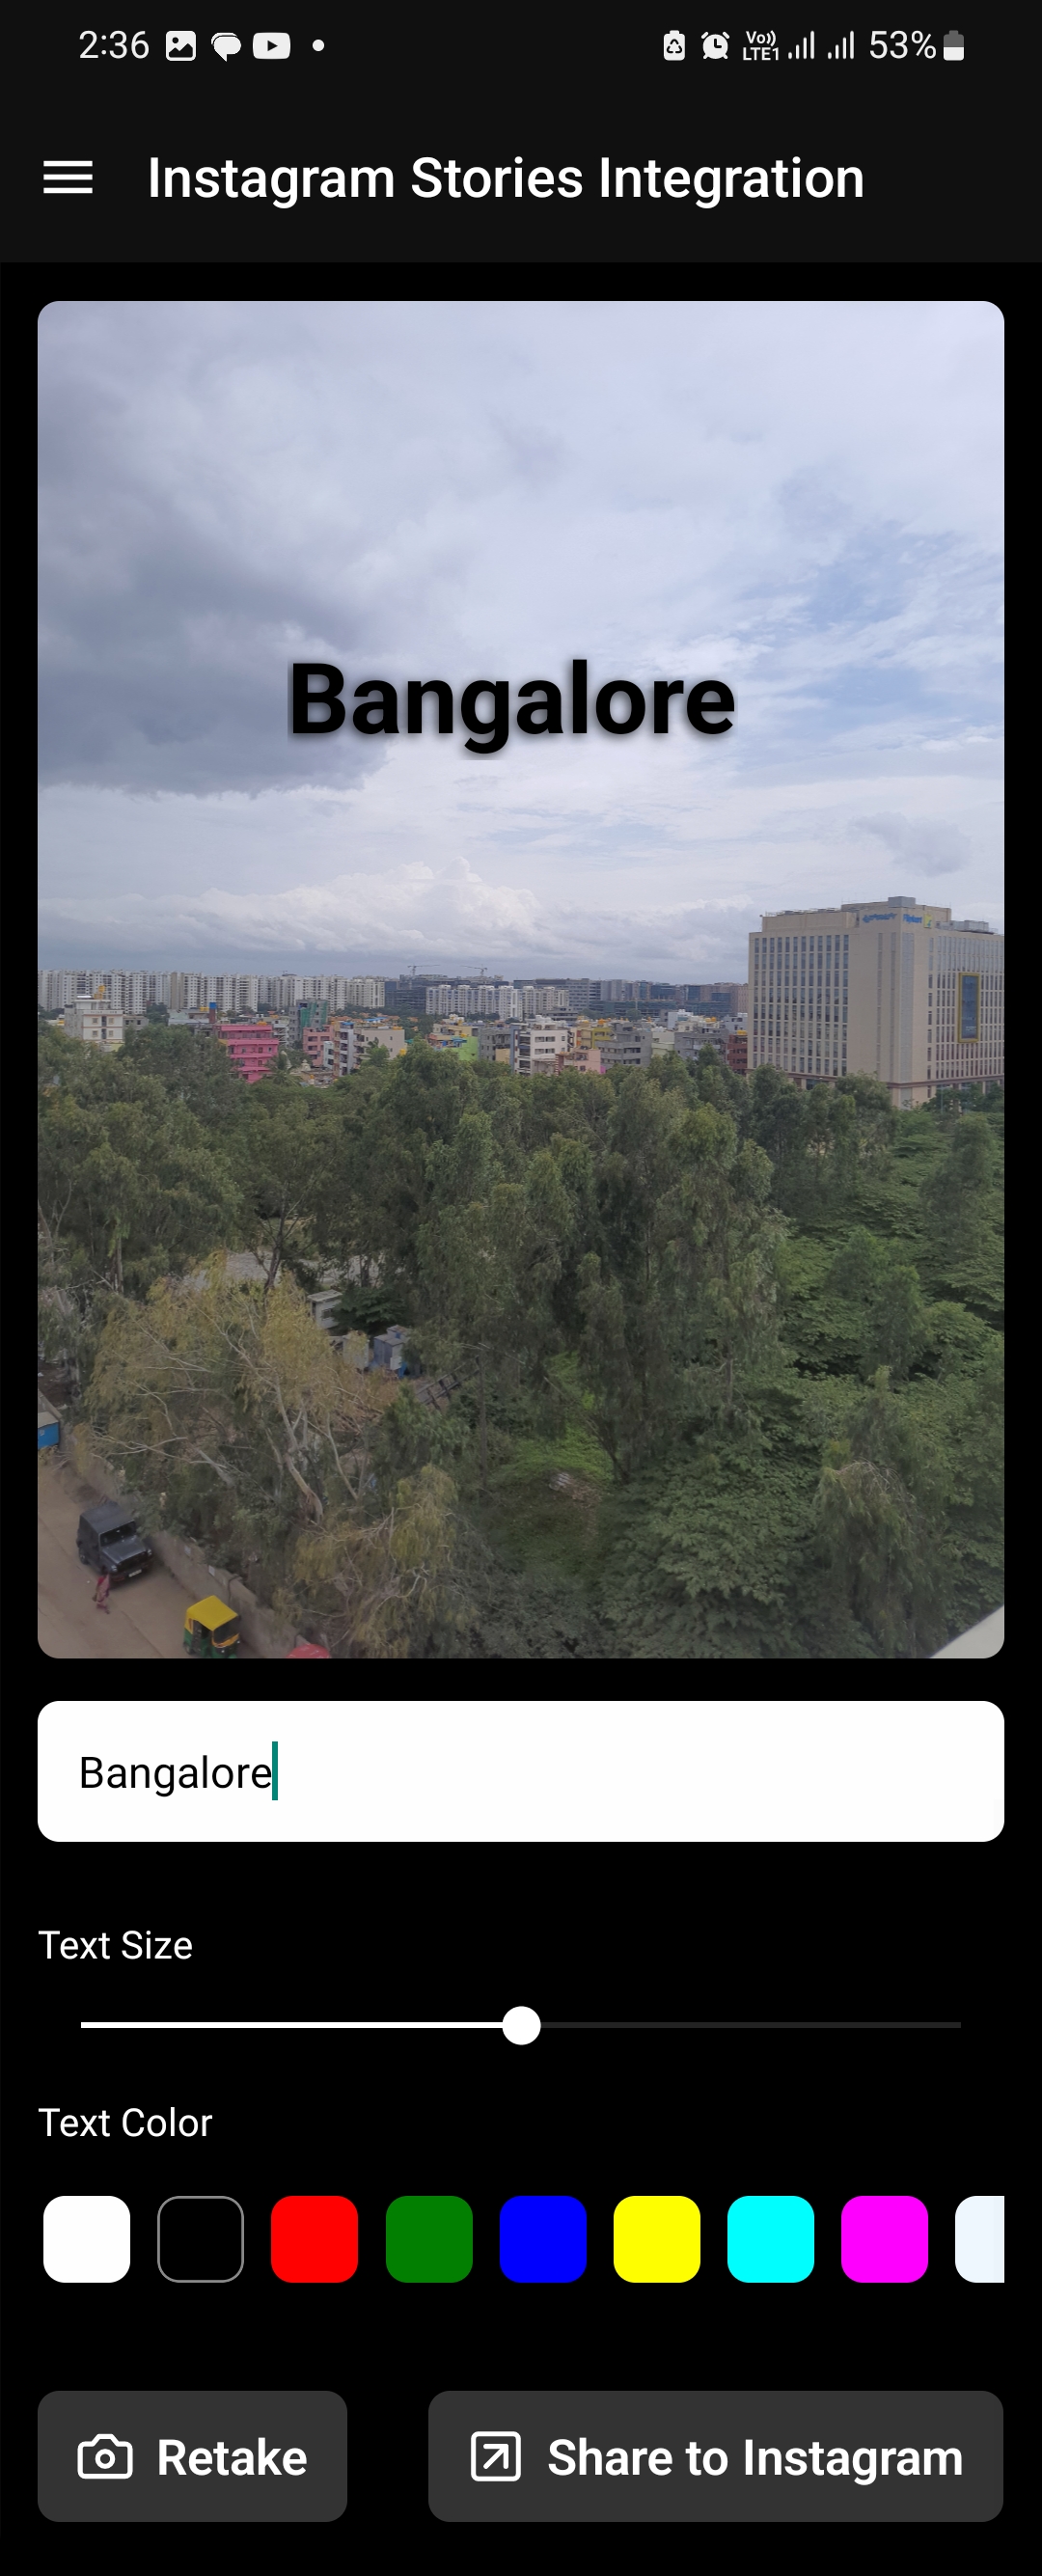 2:36 Vo)) LTE1 53%
Instagram Stories Integration
Bangalore
Bangalore
Text Size
Text Color
Retake Share to Instagram